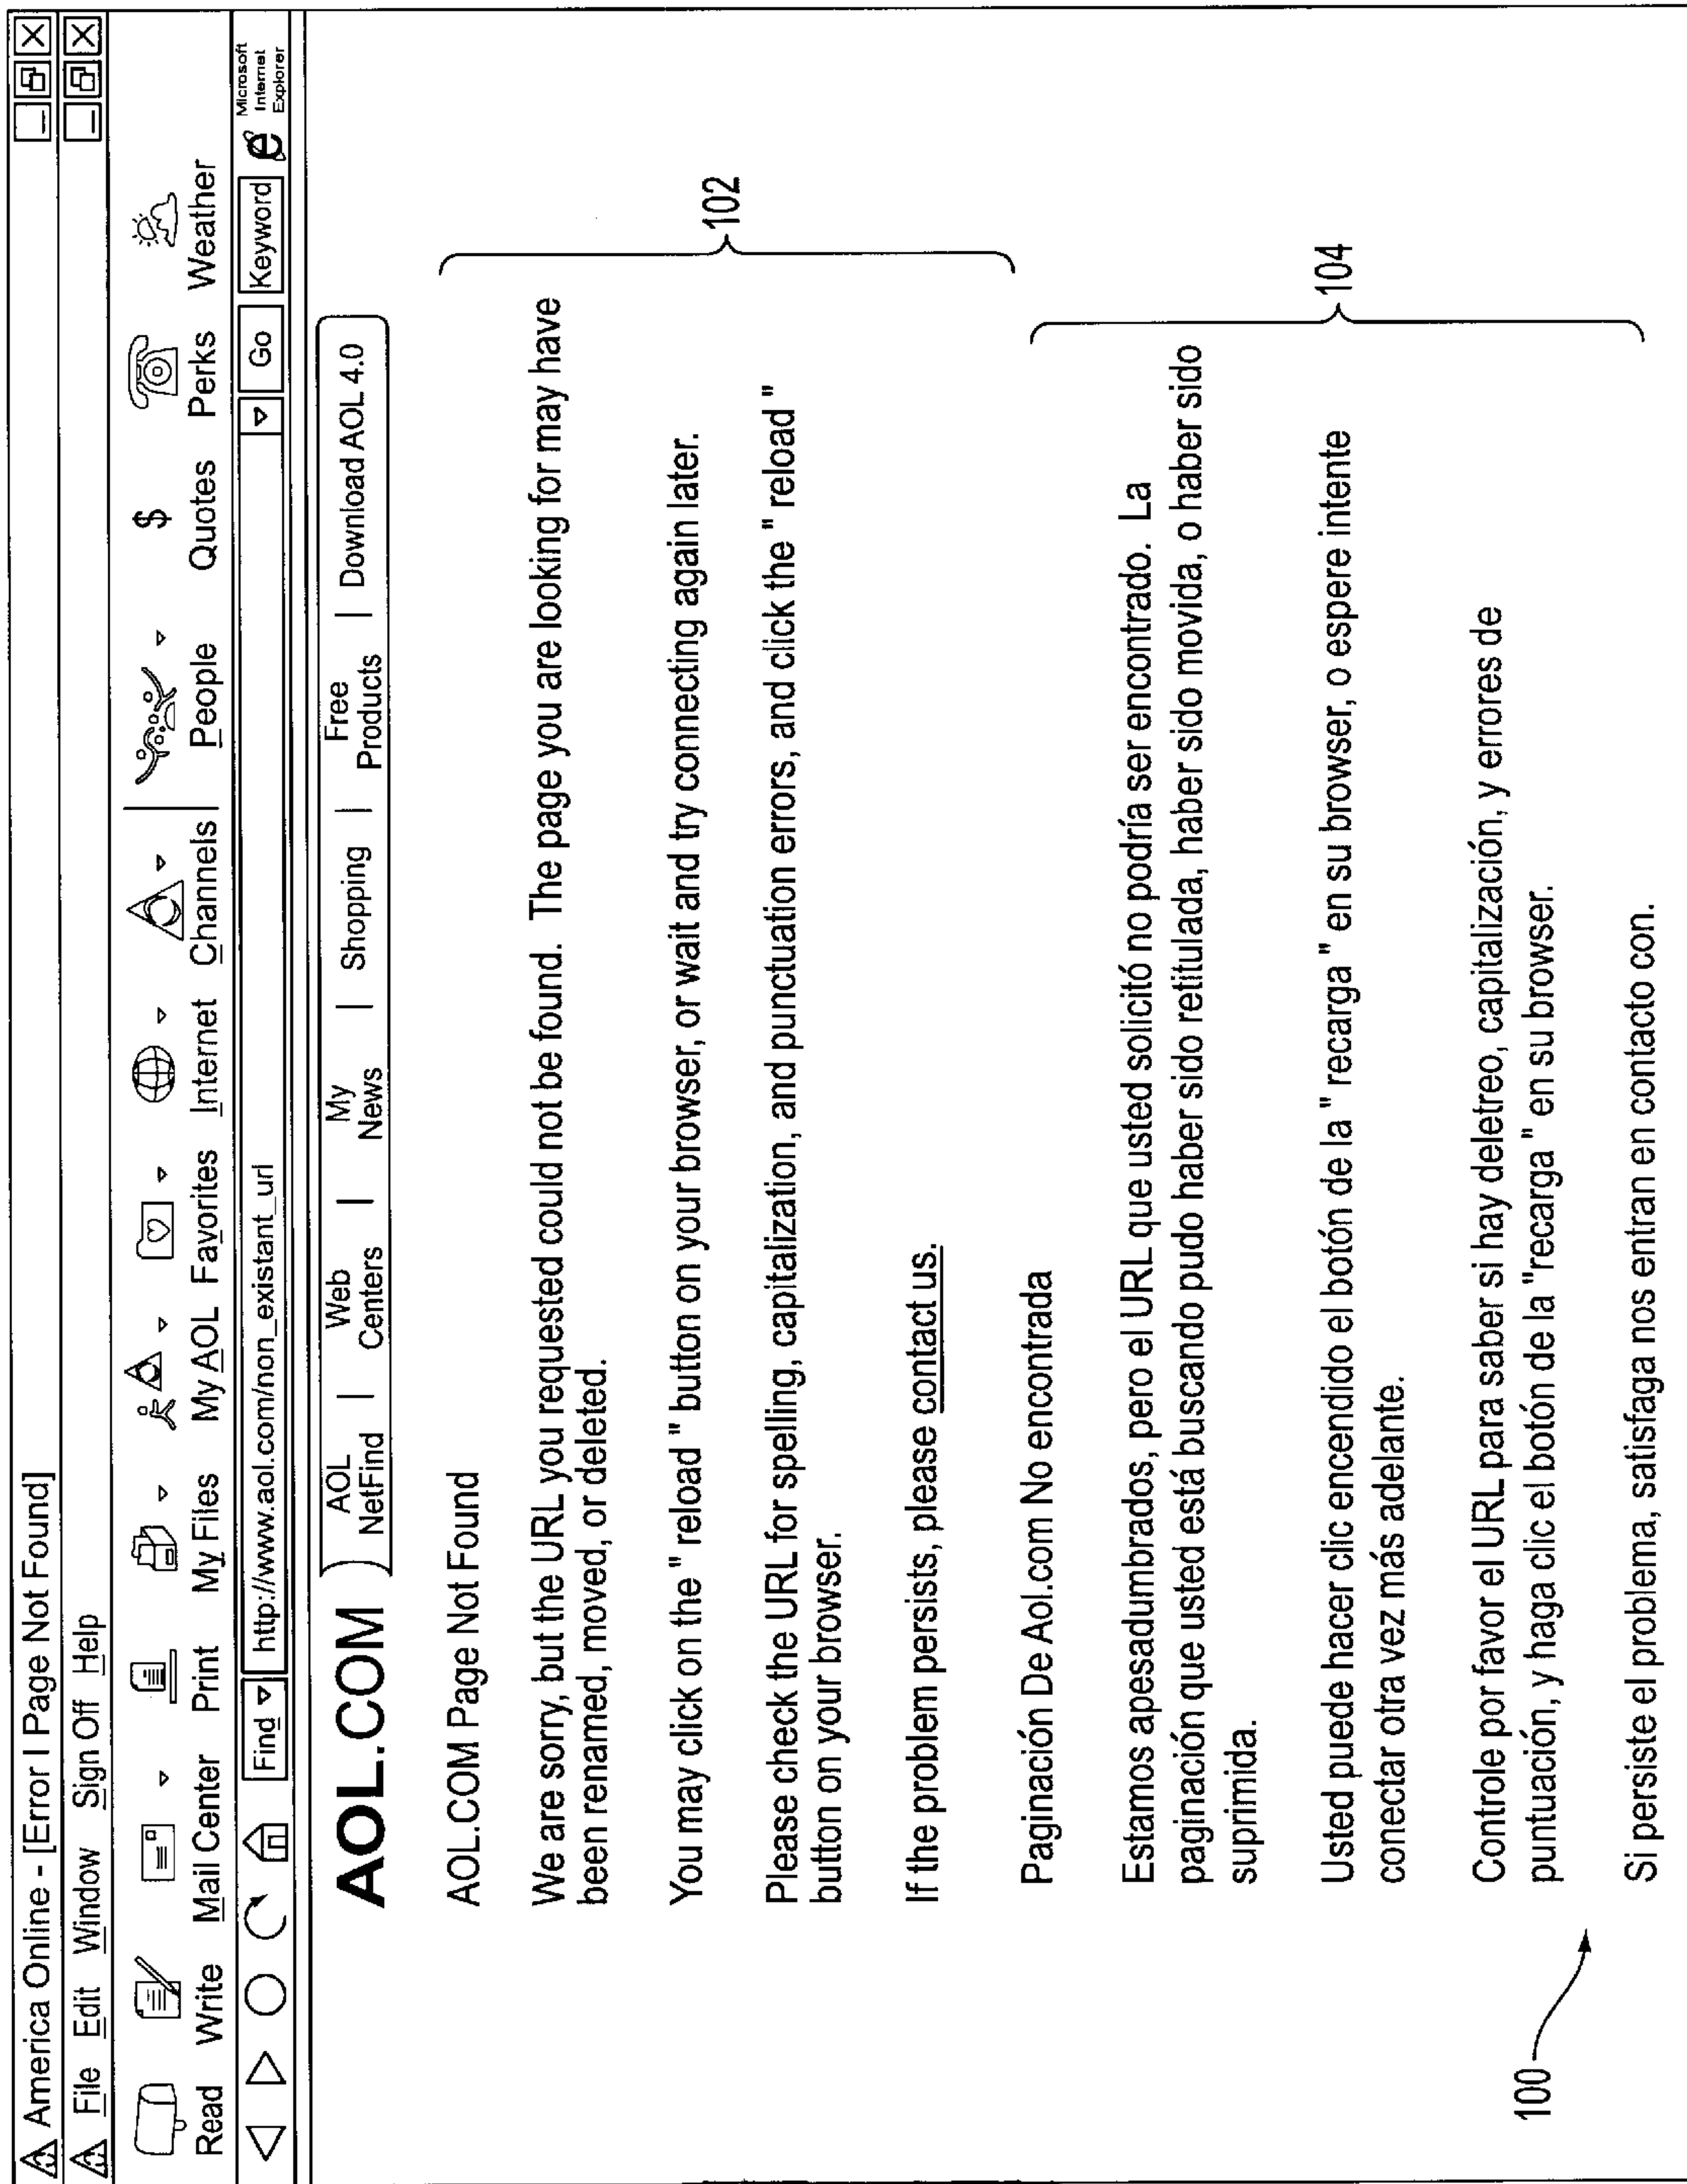 America Online - [Error I Page Not Found]
File Edit Window Sign Off Help
Read Write Mail Center Print My Files My AOL Favorites Internet Channels People Quotes Perks Weather
$
Find http://www.aol.com/non_existant_url Go Keyword
Microsoft
Internet
Explorer
AOL.COM
AOL
NetFind | Web
Centers | My
News | Shopping | Free
Products | Download AOL 4.0
AOL.COM Page Not Found
We are sorry, but the URL you requested could not be found. The page you are looking for may have
been renamed, moved, or deleted.
You may click on the " reload " button on your browser, or wait and try connecting again later.
Please check the URL for spelling, capitalization, and punctuation errors, and click the " reload "
button on your browser.
If the problem persists, please contact us.
102
Paginación De Aol.com No encontrada
Estamos apesadumbrados, pero el URL que usted solicitó no podría ser encontrado. La
paginación que usted está buscando pudo haber sido retitulada, haber sido movida, o haber sido
suprimida.
Usted puede hacer clic encendido el botón de la " recarga " en su browser, o espere intente
conectar otra vez más adelante.
Controle por favor el URL para saber si hay deletreo, capitalización, y errores de
puntuación, y haga clic el botón de la "recarga " en su browser.
Si persiste el problema, satisfaga nos entran en contacto con.
104
100